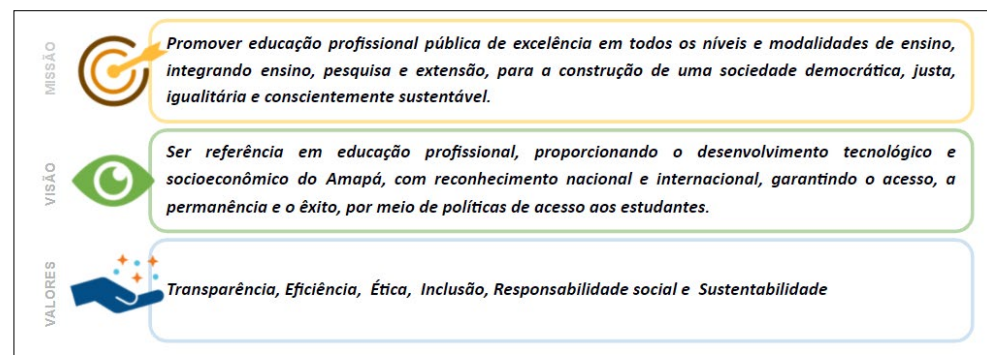 MISSÃO
Promover educação profissional pública de excelência em todos os níveis e modalidades de ensino,
integrando ensino, pesquisa e extensão, para a construção de uma sociedade democrática, justa,
igualitária e conscientemente sustentável.
VISÃO
Ser referência em educação profissional, proporcionando o desenvolvimento tecnológico e
socioeconômico do Amapá, com reconhecimento nacional e internacional, garantindo o acesso, a
permanência e o êxito, por meio de políticas de acesso aos estudantes.
VALORES
Transparência, Eficiência, Ética, Inclusão, Responsabilidade social e Sustentabilidade